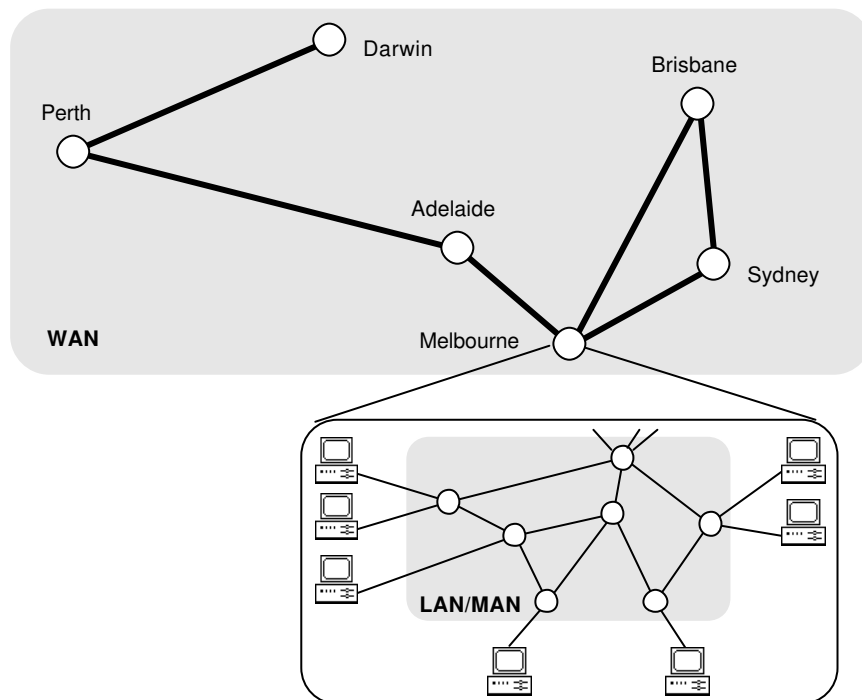 Darwin
Brisbane
Perth
Adelaide
Sydney
WAN
Melbourne
LAN/MAN